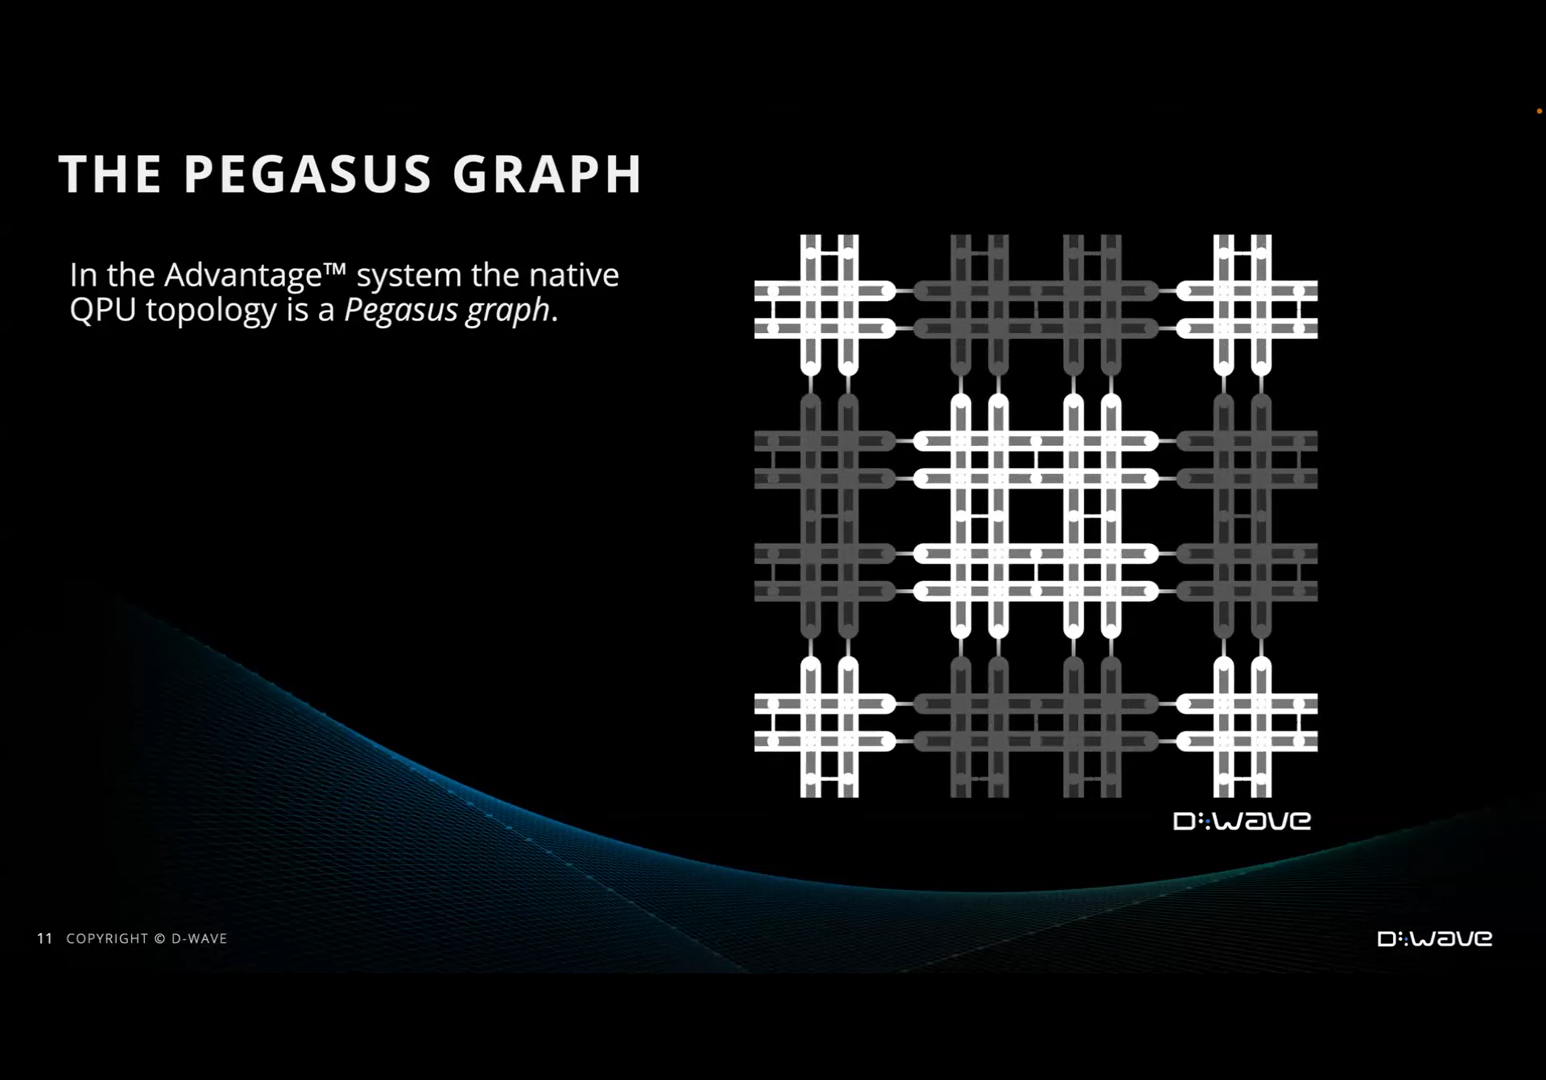 THE PEGASUS GRAPH
In the Advantage™ system the native
QPU topology is a Pegasus graph.
D:wave
11 COPYRIGHT © D-WAVE
D:wave